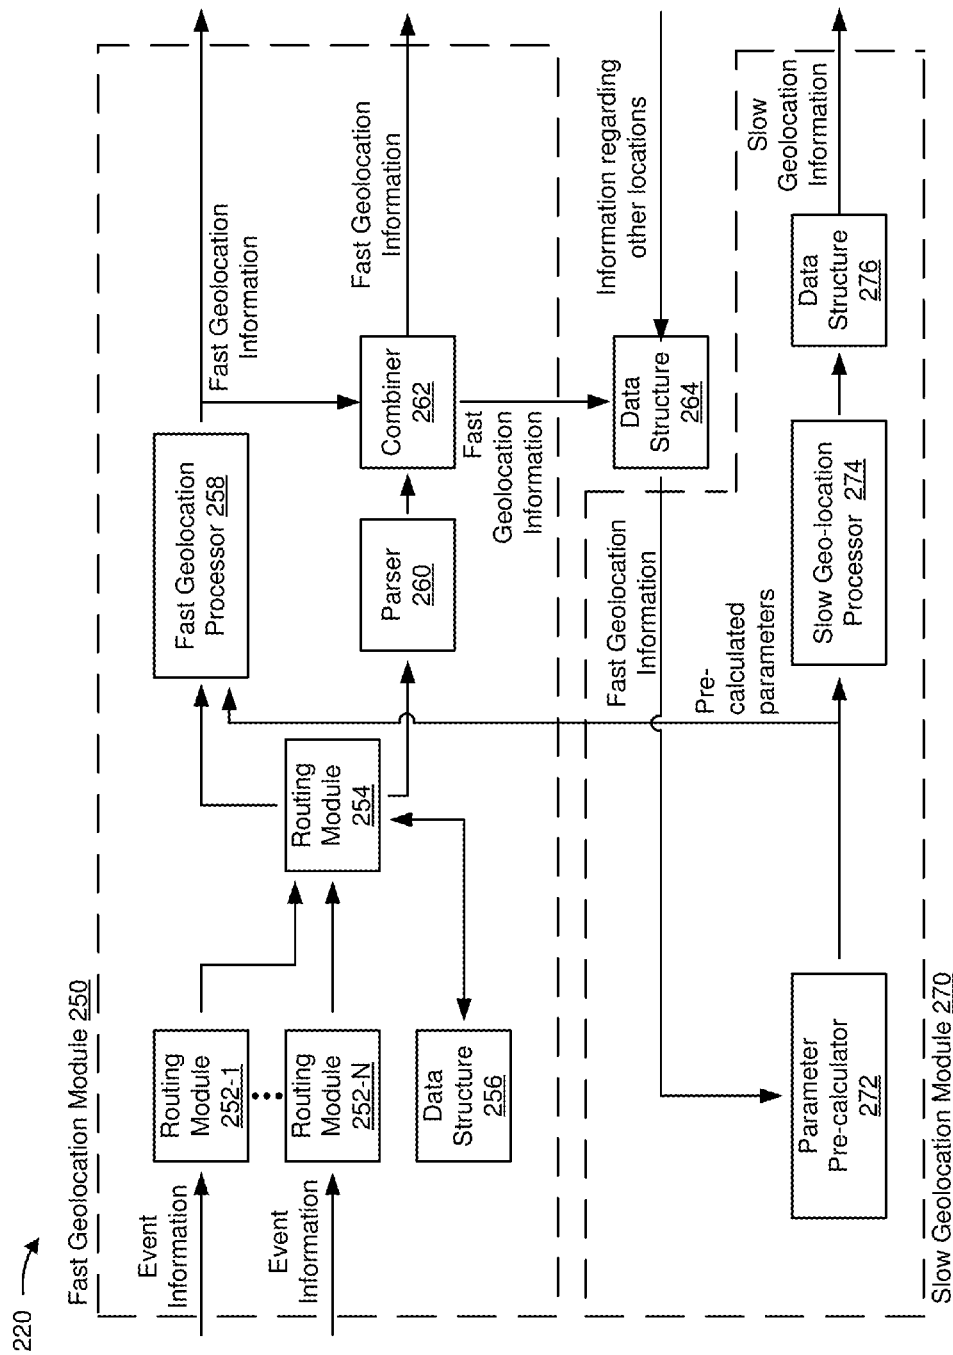 220
Fast Geolocation Module 250
Event
Information
Event
Information
Routing
Module
252-1
Routing
Module
252-N
Data
Structure
256
Routing
Module
254
Fast Geolocation
Processor 258
Parser
260
Combiner
262
Fast Geolocation
Information
Fast Geolocation
Information
Fast
Geolocation
Information
Data
Structure
264
Information regarding
other locations
Fast Geolocation
Information
Pre-
calculated
parameters
Parameter
Pre-calculator
272
Slow Geo-location
Processor 274
Data
Structure
276
Slow
Geolocation
Information
Slow Geolocation Module 270